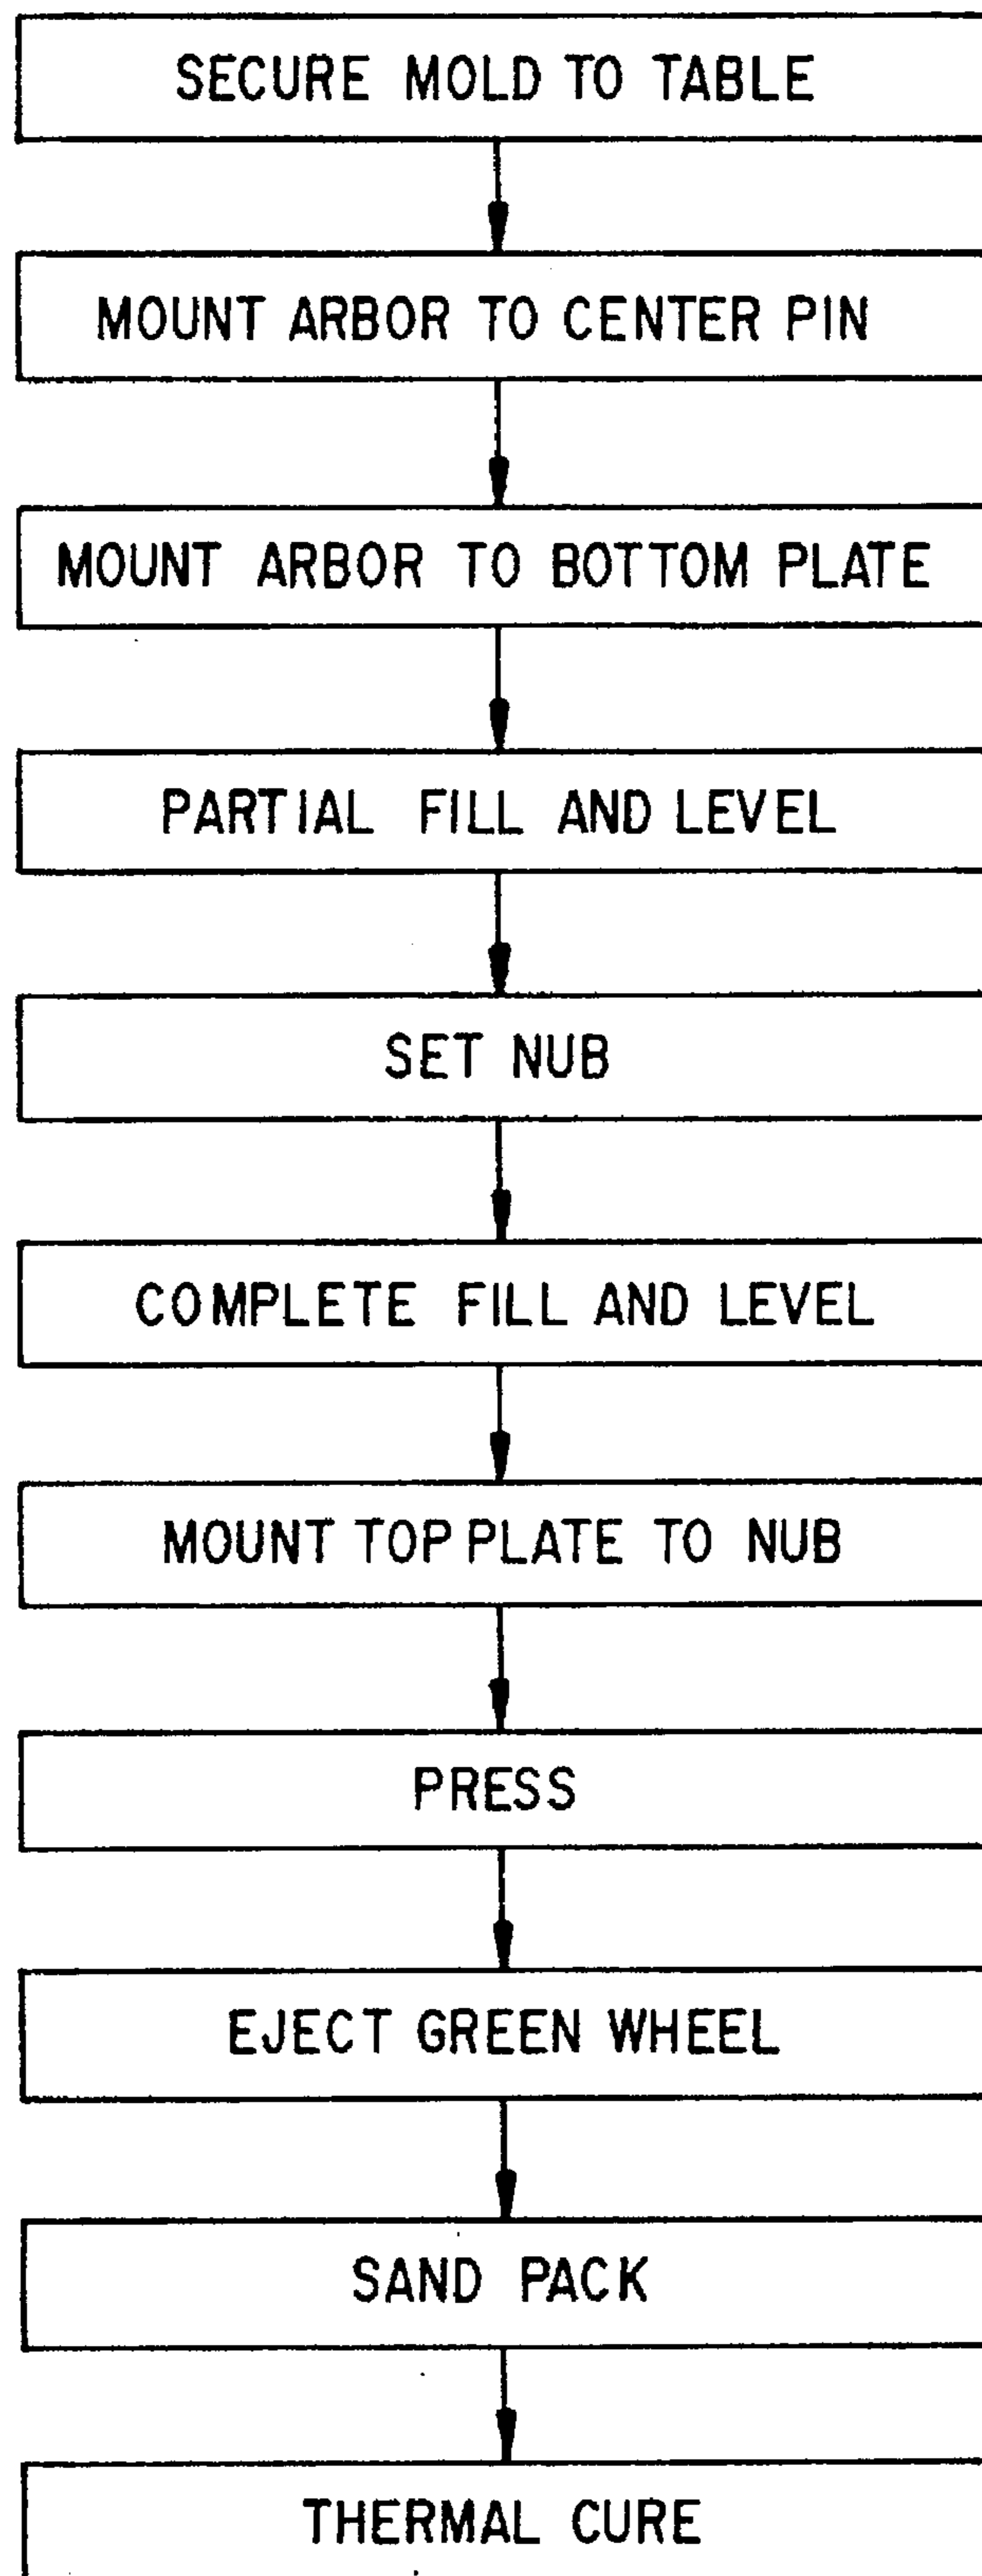 SECURE MOLD TO TABLE
MOUNT ARBOR TO CENTER PIN
MOUNT ARBOR TO BOTTOM PLATE
PARTIAL FILL AND LEVEL
SET NUB
COMPLETE FILL AND LEVEL
MOUNT TOP PLATE TO NUB
PRESS
EJECT GREEN WHEEL
SAND PACK
THERMAL CURE